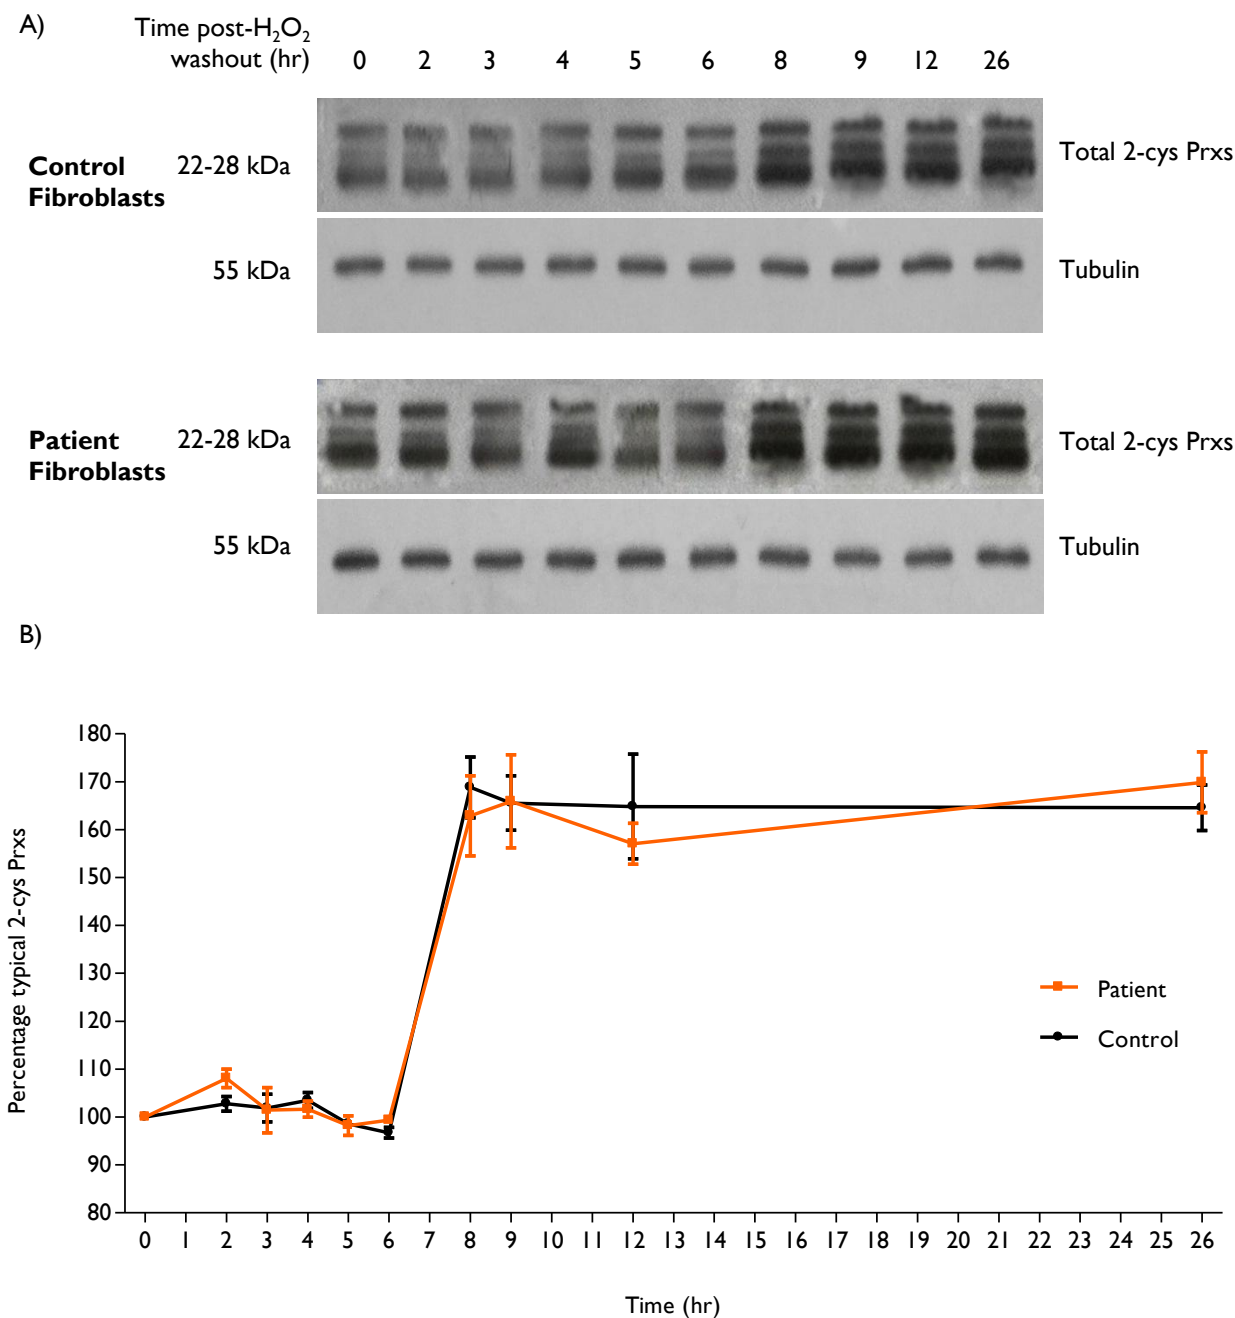 A)
Time post-H₂O₂
washout (hr)
0 2 3 4 5 6 8 9 12 26
Control
Fibroblasts
22-28 kDa
Total 2-cys Prxs
55 kDa
Tubulin
Patient
Fibroblasts
22-28 kDa
Total 2-cys Prxs
55 kDa
Tubulin
B)
Percentage typical 2-cys Prxs
180
170
160
150
140
130
120
110
100
90
80
Patient
Control
0 1 2 3 4 5 6 7 8 9 10 11 12 13 14 15 16 17 18 19 20 21 22 23 24 25 26
Time (hr)